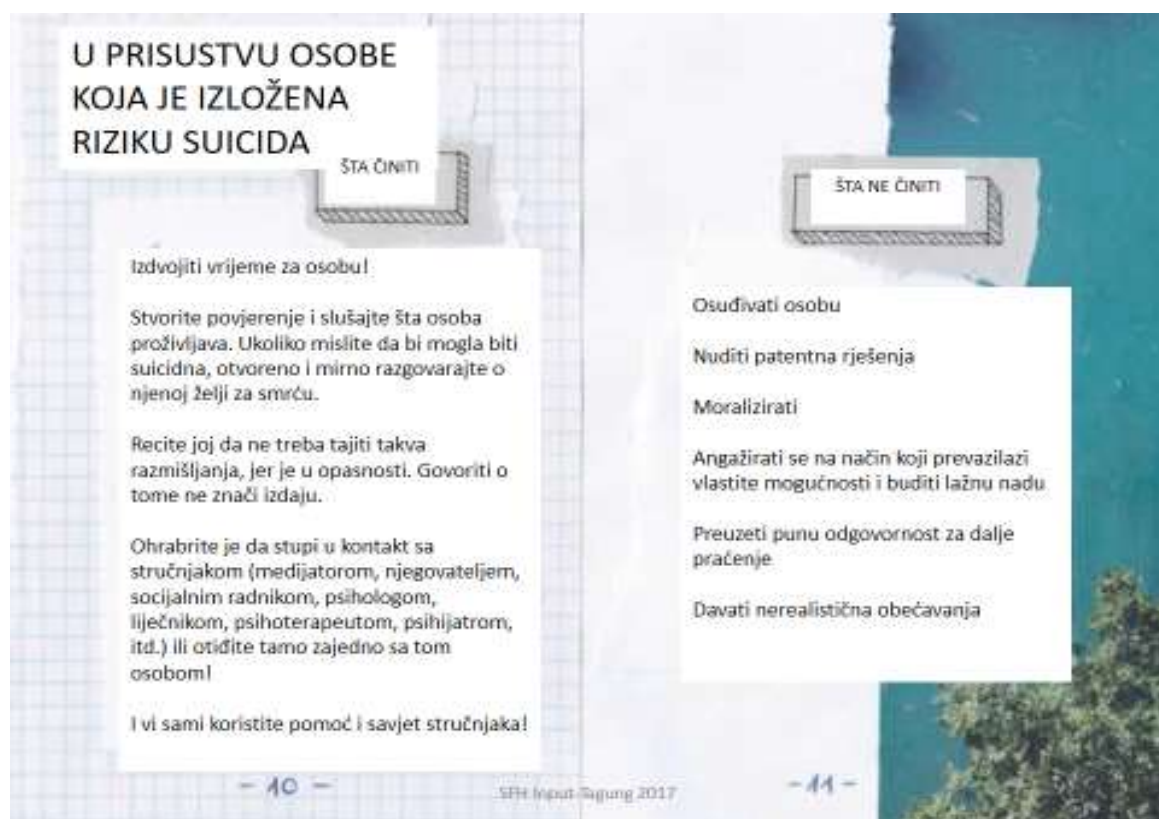 U PRISUSTVU OSOBE
KOJA JE IZLOŽENA
RIZIKU SUICIDA
ŠTA ČINITI
Izdvojiti vrijeme za osobu!
Stvorite povjerenje i slušajte šta osoba
proživljava. Ukoliko mislite da bi mogla biti
suicidna, otvoreno i mirno razgovarajte o
njenoj želji za smrću.
Recite joj da ne treba tajiti takva
razmišljanja, jer je u opasnosti. Govoriti o
tome ne znači izdaju.
Ohrabrite je da stupi u kontakt sa
stručnjakom (medijatorom, njegovateljem,
socijalnim radnikom, psihologom,
liječnikom, psihoterapeutom, psihijatrom,
itd.) ili otiđite tamo zajedno sa tom
osobom!
I vi sami koristite pomoć i savjet stručnjaka!
- 10 -
SFH Input-Tagung 2017
ŠTA NE ČINITI
Osuđivati osobu
Nuditi patentna rješenja
Moralizirati
Angažirati se na način koji prevazilazi
vlastite mogućnosti i buditi lažnu nadu
Preuzeti punu odgovornost za dalje
praćenje
Davati nerealistična obećavanja
- 11 -